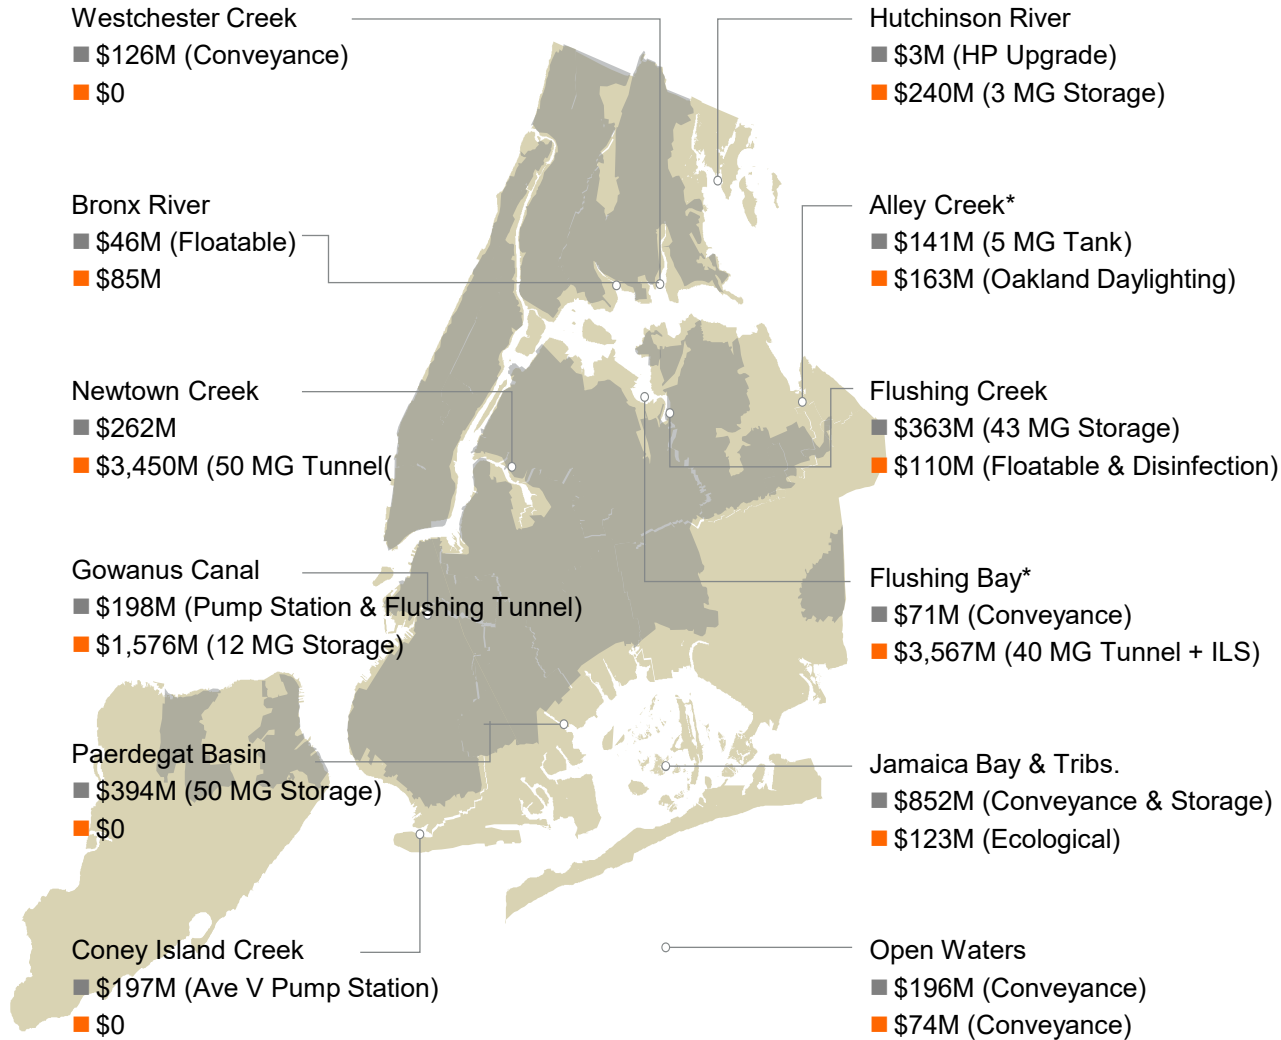 Westchester Creek
$126M (Conveyance)
$0
Bronx River
$46M (Floatable)
$85M
Newtown Creek
$262M
$3,450M (50 MG Tunnel(
Gowanus Canal
$198M (Pump Station & Flushing Tunnel)
$1,576M (12 MG Storage)
Paerdegat Basin
$394M (50 MG Storage)
$0
Coney Island Creek
$197M (Ave V Pump Station)
$0
Hutchinson River
$3M (HP Upgrade)
$240M (3 MG Storage)
Alley Creek*
$141M (5 MG Tank)
$163M (Oakland Daylighting)
Flushing Creek
$363M (43 MG Storage)
$110M (Floatable & Disinfection)
Flushing Bay*
$71M (Conveyance)
$3,567M (40 MG Tunnel + ILS)
Jamaica Bay & Tribs.
$852M (Conveyance & Storage)
$123M (Ecological)
Open Waters
$196M (Conveyance)
$74M (Conveyance)